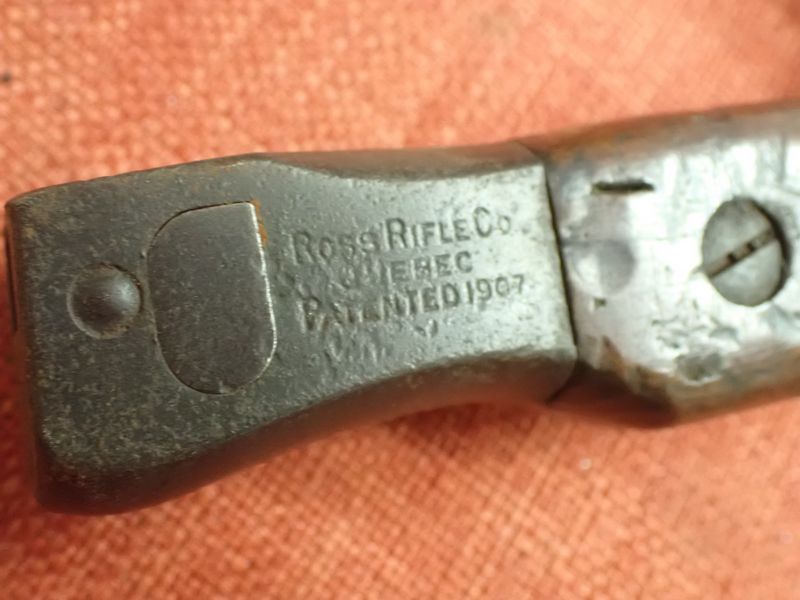 ROSS RIFLE CO
QUEBEC
PATENTED 1907